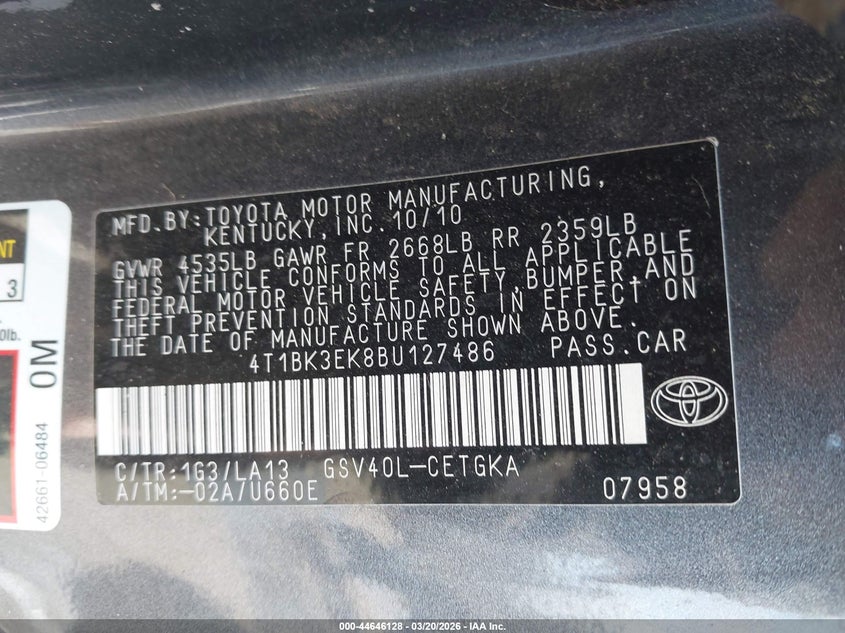 MFD.BY:TOYOTA MOTOR MANUFACTURING,
KENTUCKY,INC.10/10
GVWR 4535LB GAWR FR 2668LB RR 2359LB
THIS VEHICLE CONFORMS TO ALL APPLICABLE
FEDERAL MOTOR VEHICLE SAFETY,BUMPER,AND
THEFT PREVENTION STANDARDS IN EFFECT ON
THE DATE OF MANUFACTURE SHOWN ABOVE.
4T1BK3EK8BU127486 PASS.CAR
C/TR:1G3/LA13 GSV40L-CETGKA
A/TM:-02A/U660E 07958
NT
3
0lb.
OM
42661-06484
000-44646128 - 03/20/2026 - IAA Inc.